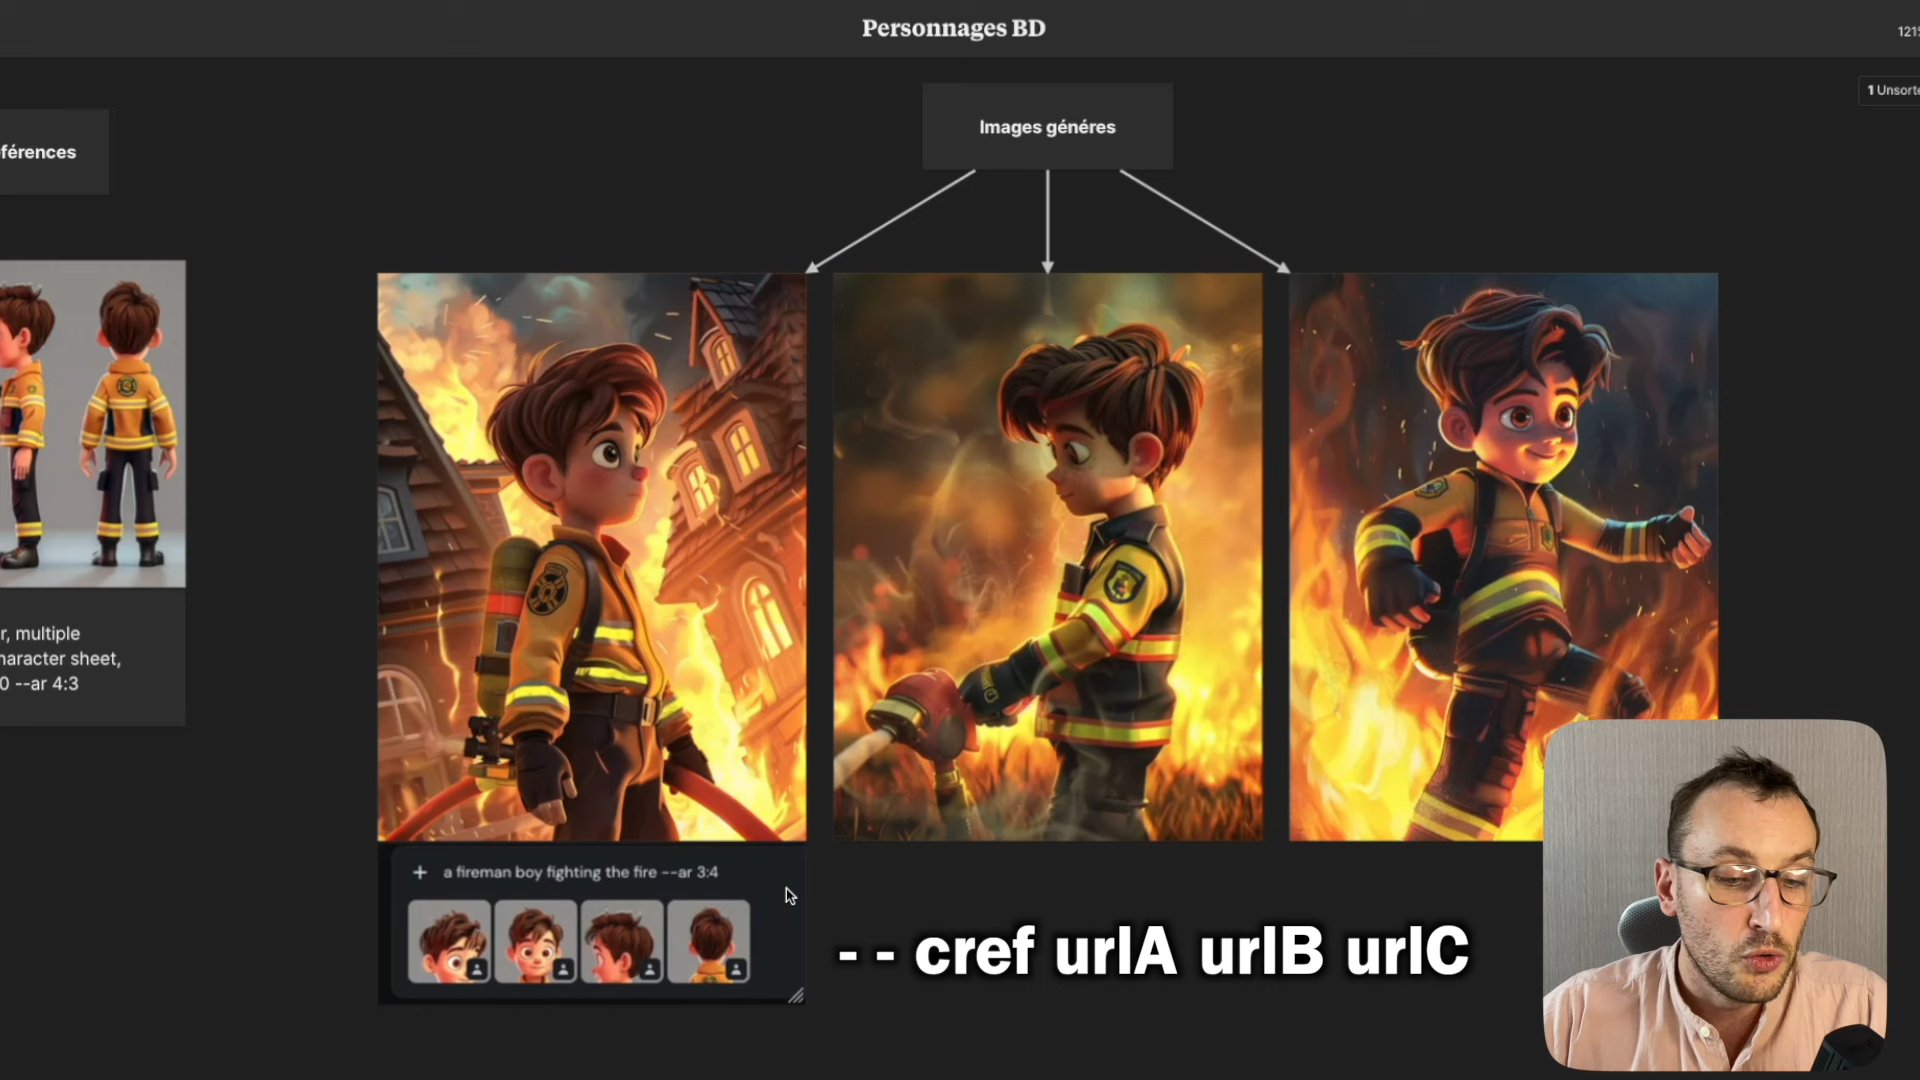 Personnages BD
121%
1 Unsorte
Images généres
férences
r, multiple
haracter sheet,
0 --ar 4:3
a fireman boy fighting the fire --ar 3:4
- - cref urlA urlB urlC